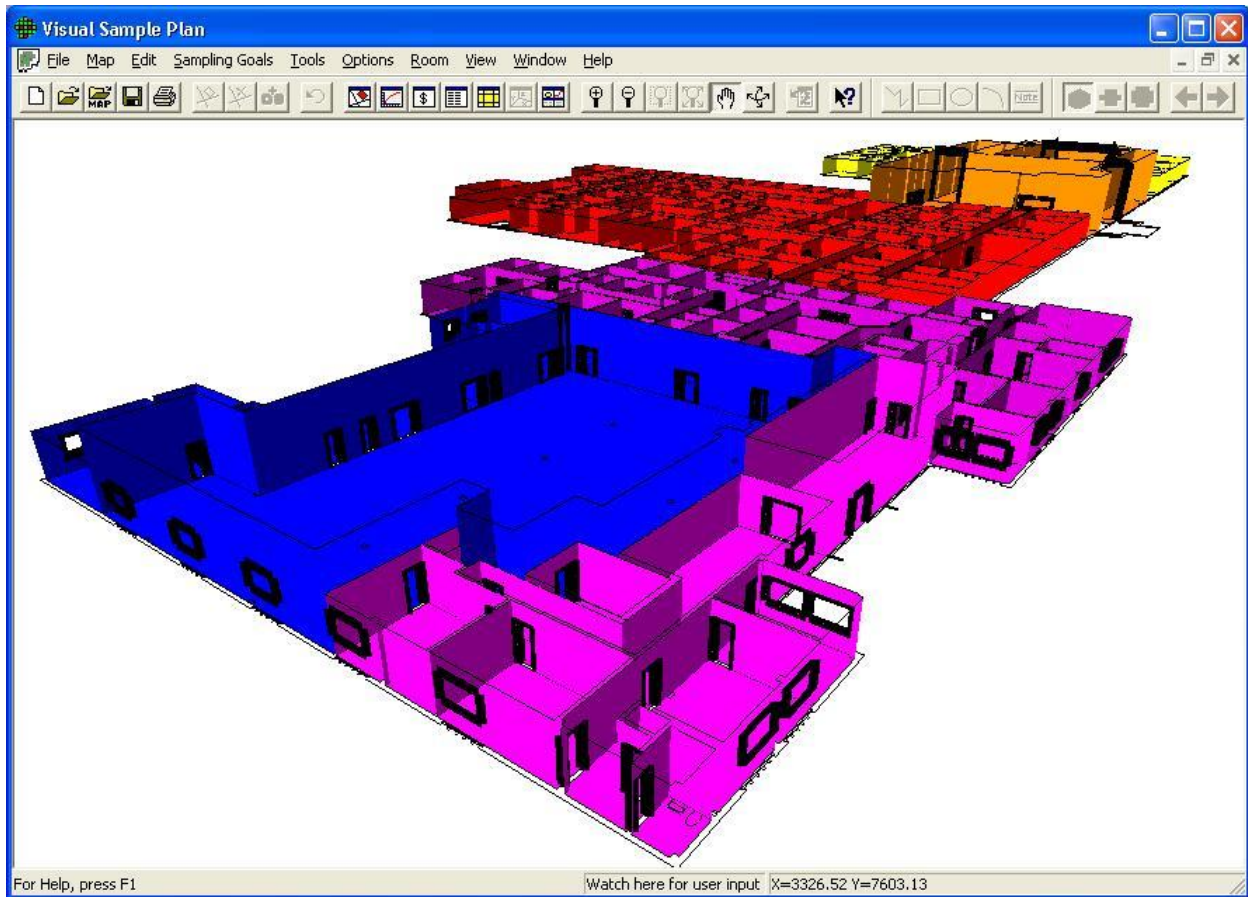 Visual Sample Plan
File Map Edit Sampling Goals Tools Options Room View Window Help
MAP $ Note
For Help, press F1 Watch here for user input X=3326.52 Y=7603.13